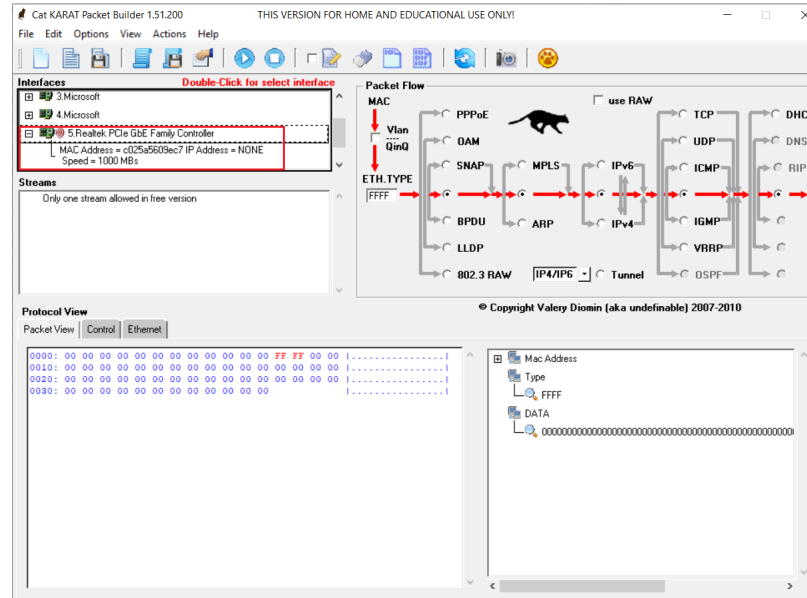 Cat KARAT Packet Builder 1.51.200 THIS VERSION FOR HOME AND EDUCATIONAL USE ONLY!
File Edit Options View Actions Help
Interfaces Double-Click for select interface
3.Microsoft
4.Microsoft
5.Realtek PCIe GbE Family Controller
MAC Address = c025a5609ec7 IP Address = NONE
Speed = 1000 MBs
Streams
Only one stream allowed in free version
Packet Flow
MAC use RAW
PPPoE TCP DHC
Vlan
----
QinQ
OAM UDP DNS
SNAP MPLS IPv6 ICMP RIP
ETH.TYPE
FFFF
BPDU ARP IPv4 IGMP
LLDP VRRP
802.3 RAW IP4/IP6 Tunnel OSPF
© Copyright Valery Diomin (aka undefinable) 2007-2010
Protocol View
Packet View Control Ethernet
0000: 00 00 00 00 00 00 00 00 00 00 00 00 FF FF 00 00 |................|
0010: 00 00 00 00 00 00 00 00 00 00 00 00 00 00 00 00 |................|
0020: 00 00 00 00 00 00 00 00 00 00 00 00 00 00 00 00 |................|
0030: 00 00 00 00 00 00 00 00 00 00 00 00 |................|
Mac Address
Type
FFFF
DATA
00000000000000000000000000000000000000000000000000